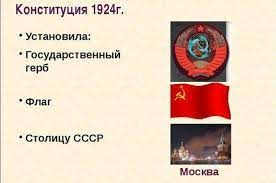 Конституция 1924г.
• Установила:
• Государственный
герб
• Флаг
• Столицу СССР
Москва